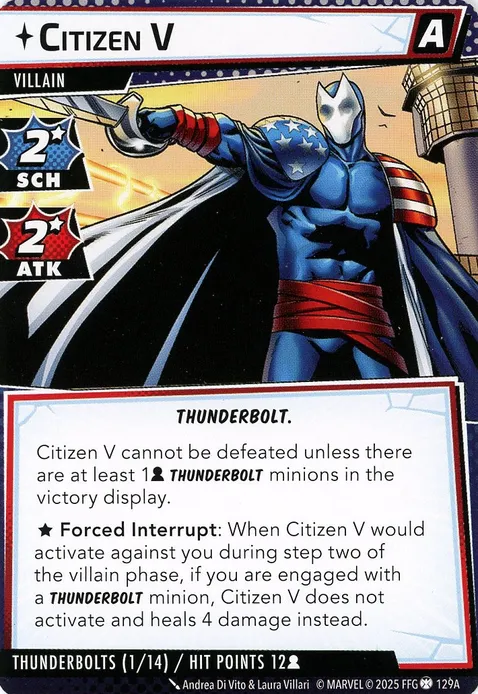 CITIZEN V
A
VILLAIN
2
SCH
2
ATK
THUNDERBOLT.
Citizen V cannot be defeated unless there
are at least 1 THUNDERBOLT minions in the
victory display.
★ Forced Interrupt: When Citizen V would
activate against you during step two of
the villain phase, if you are engaged with
a THUNDERBOLT minion, Citizen V does not
activate and heals 4 damage instead.
THUNDERBOLTS (1/14) / HIT POINTS 12
Andrea Di Vito & Laura Villari © MARVEL © 2025 FFG 129A